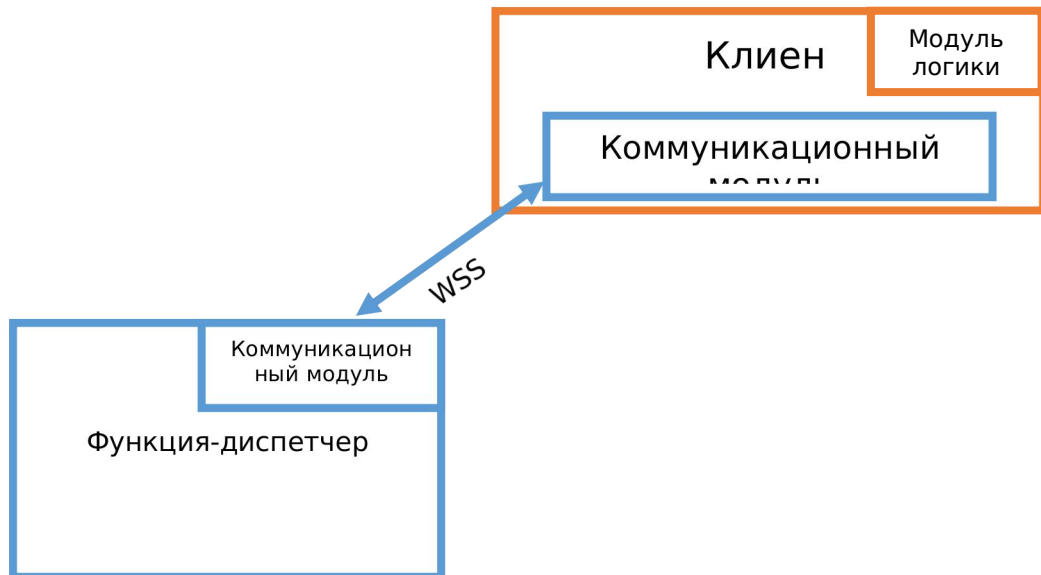 Клиен
Модуль
логики
Коммуникационный
WSS
Коммуникацион
ный модуль
Функция-диспетчер